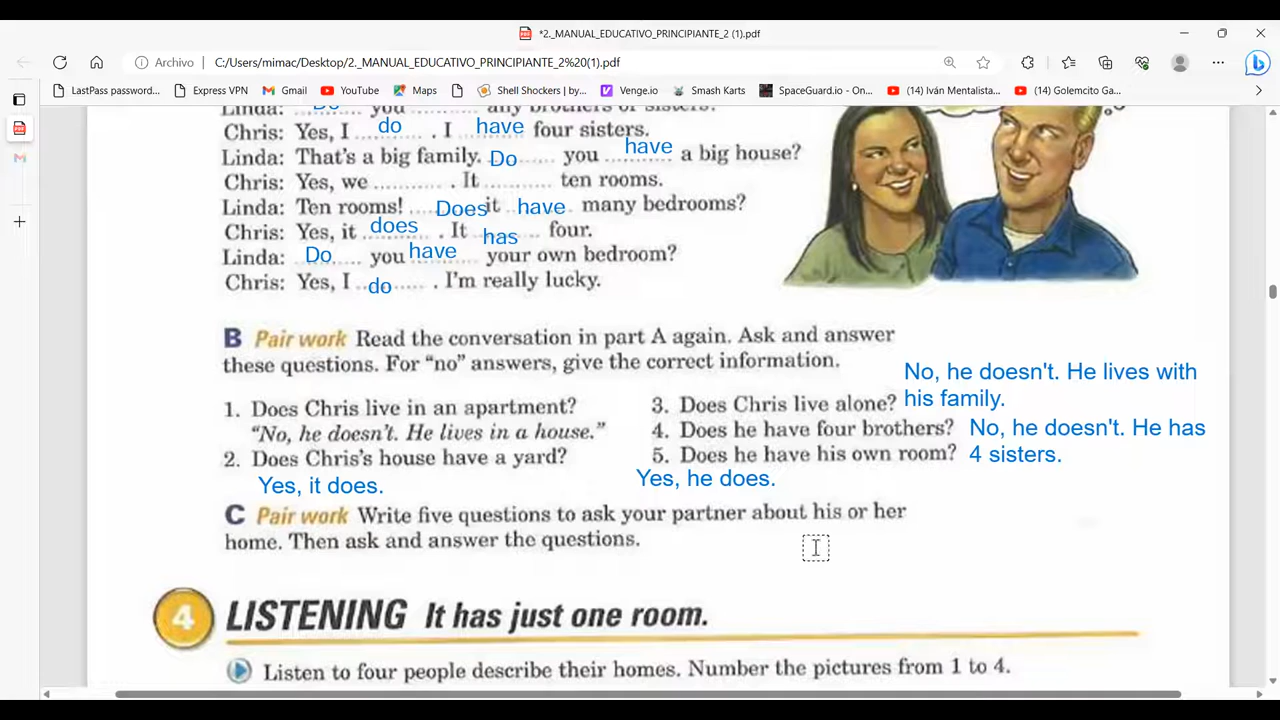 *2._MANUAL_EDUCATIVO_PRINCIPIANTE_2 (1).pdf
Archivo C:/Users/mimac/Desktop/2._MANUAL_EDUCATIVO_PRINCIPIANTE_2%20(1).pdf
LastPass password... Express VPN Gmail YouTube Maps Shell Shockers | by... Venge.io Smash Karts SpaceGuard.io - On... (14) Iván Mentalista... (14) Golemcito Ga...
Linda: Do you any brothers or sisters?
Chris: Yes, I do . I have four sisters.
Linda: That's a big family. Do you have a big house?
Chris: Yes, we ............ . It ............ ten rooms.
Linda: Ten rooms! Does it have many bedrooms?
Chris: Yes, it does . It has four.
Linda: Do you have your own bedroom?
Chris: Yes, I do . I'm really lucky.
B Pair work Read the conversation in part A again. Ask and answer
these questions. For "no" answers, give the correct information.
1. Does Chris live in an apartment?
"No, he doesn't. He lives in a house."
2. Does Chris's house have a yard?
Yes, it does.
3. Does Chris live alone? No, he doesn't. He lives with
his family.
4. Does he have four brothers? No, he doesn't. He has
4 sisters.
5. Does he have his own room?
Yes, he does.
C Pair work Write five questions to ask your partner about his or her
home. Then ask and answer the questions.
4 LISTENING It has just one room.
Listen to four people describe their homes. Number the pictures from 1 to 4.